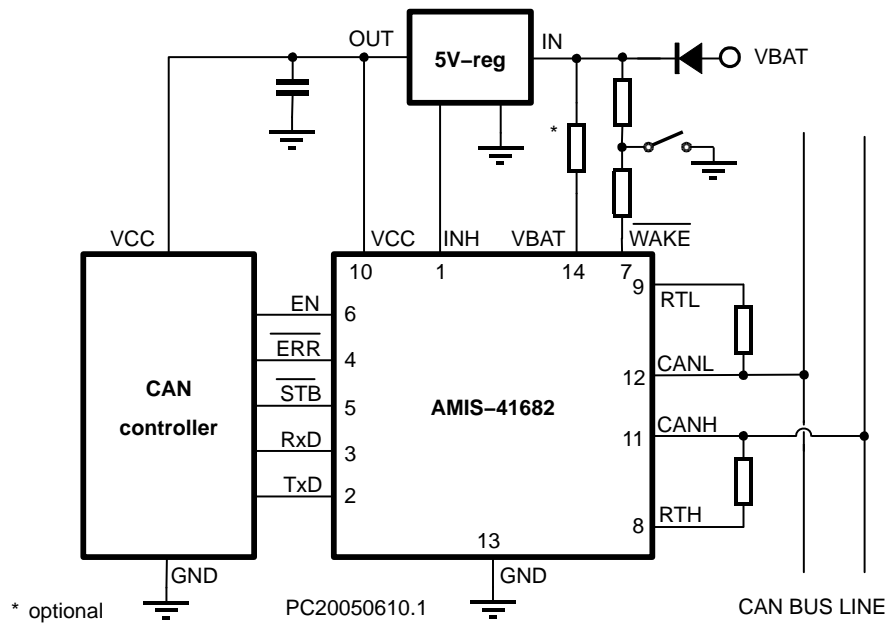 OUT
5V−reg
IN
VBAT
*
VCC
VCC
INH
VBAT
WAKE
10
1
14
7
9
RTL
EN
6
ERR
4
12
CANL
CAN
controller
STB
5
AMIS−41682
RxD
3
11
CANH
TxD
2
8
RTH
13
GND
GND
* optional
PC20050610.1
CAN BUS LINE